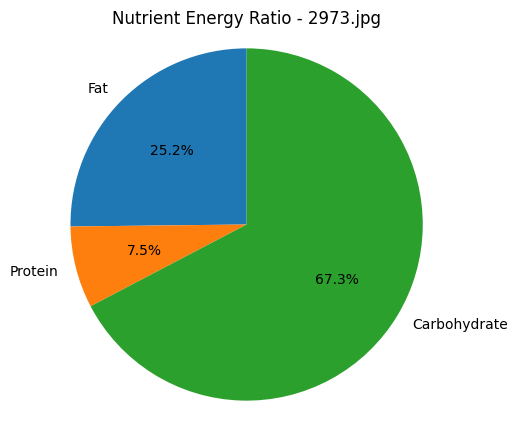 Nutrient Energy Ratio - 2973.jpg
Fat
25.2%
7.5%
Protein
67.3%
Carbohydrate